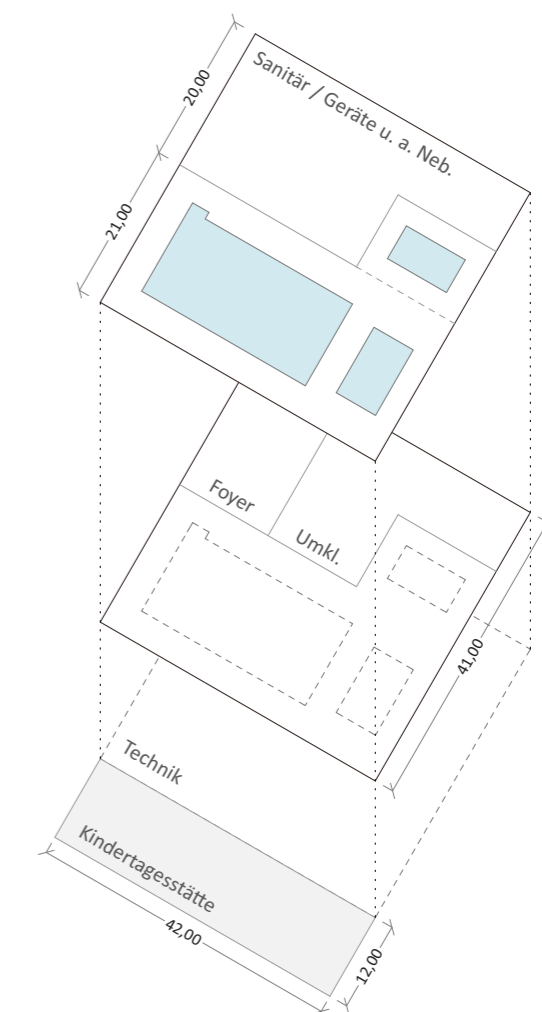 20,00
Sanitär / Geräte u. a. Neb.
21,00
Foyer
Umkl.
41,00
Technik
Kindertagesstätte
42,00
12,00